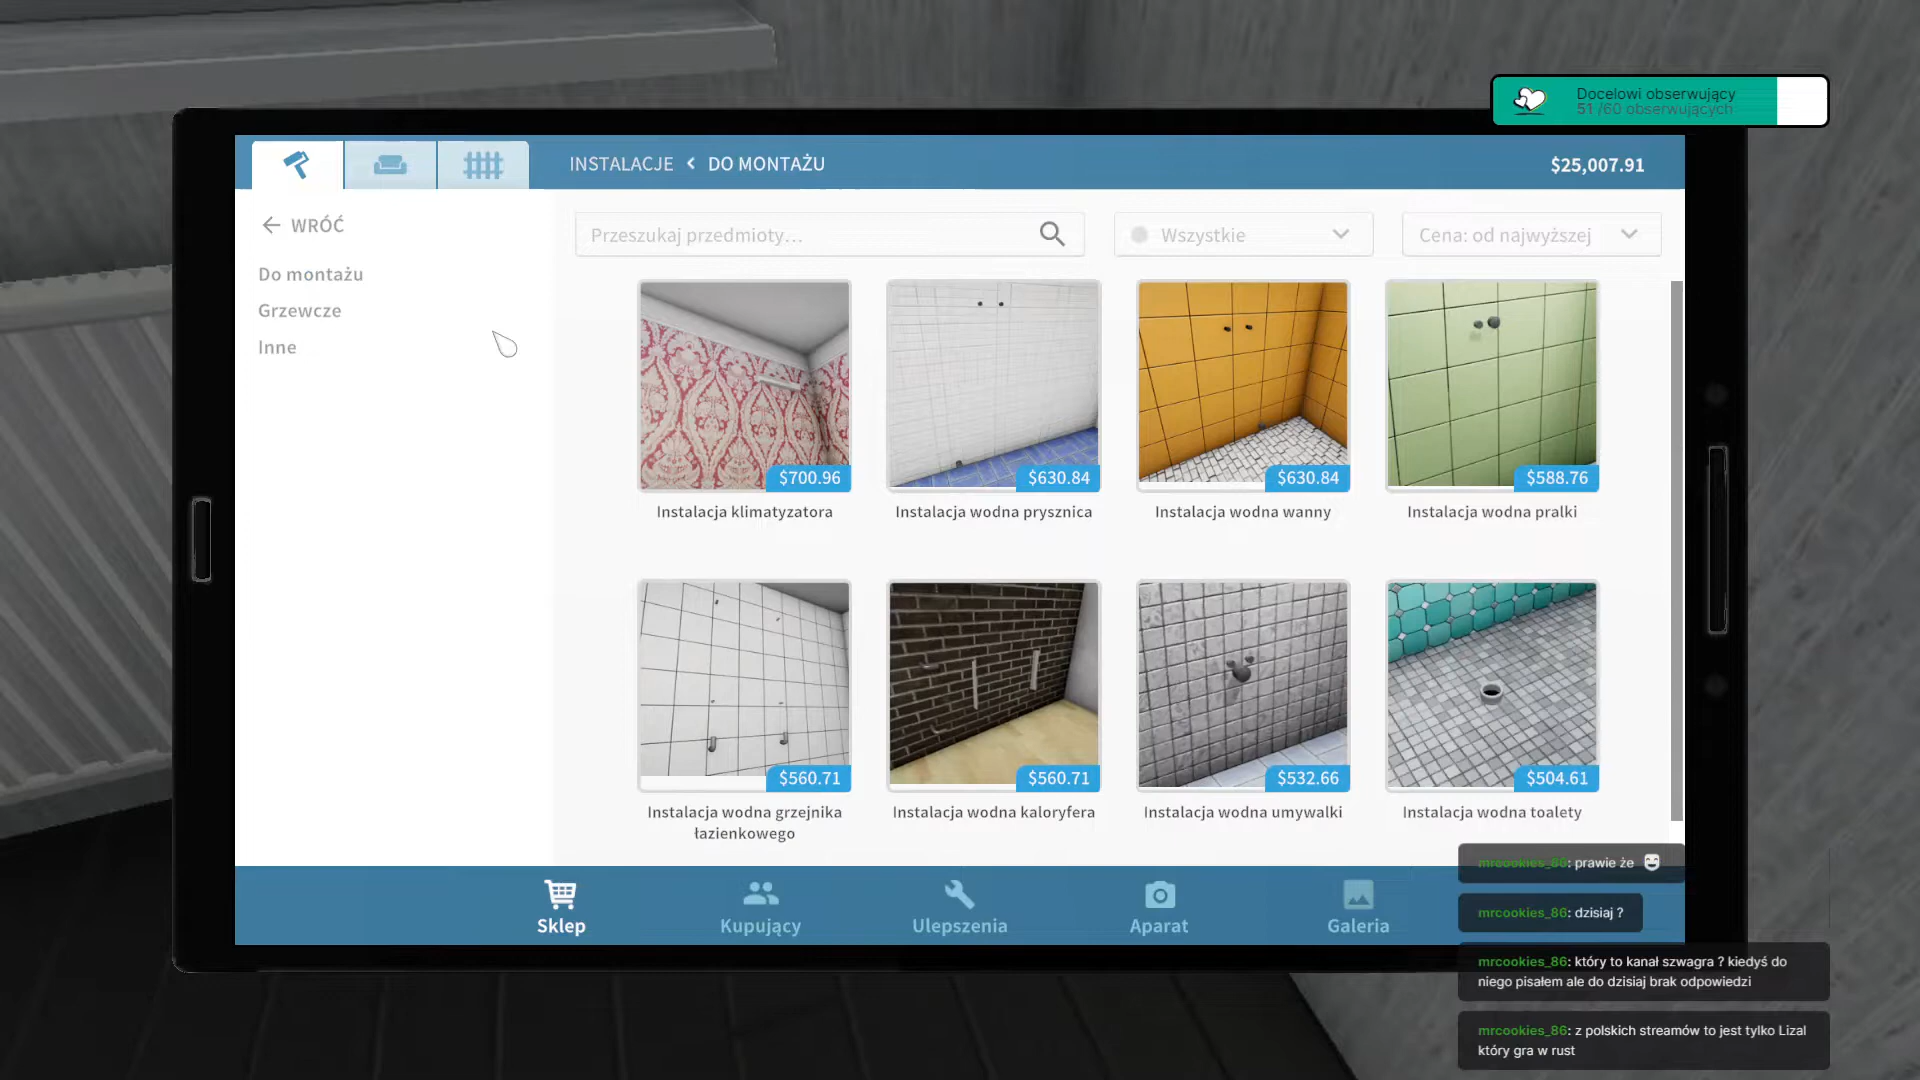 Docelowi obserwujący
51 /60 obserwujących
INSTALACJE < DO MONTAŻU
$25,007.91
WRÓĆ
Do montażu
Grzewcze
Inne
Przeszukaj przedmioty...
Wszystkie
Cena: od najwyższej
$700.96
$630.84
$630.84
$588.76
Instalacja klimatyzatora
Instalacja wodna prysznica
Instalacja wodna wanny
Instalacja wodna pralki
$560.71
$560.71
$532.66
$504.61
Instalacja wodna grzejnika
łazienkowego
Instalacja wodna kaloryfera
Instalacja wodna umywalki
Instalacja wodna toalety
Sklep
Kupujący
Ulepszenia
Aparat
Galeria
mrcookies_86: prawie że
mrcookies_86: dzisiaj ?
mrcookies_86: który to kanał szwagra ? kiedyś do
niego pisałem ale do dzisiaj brak odpowiedzi
mrcookies_86: z polskich streamów to jest tylko Lizal
który gra w rust